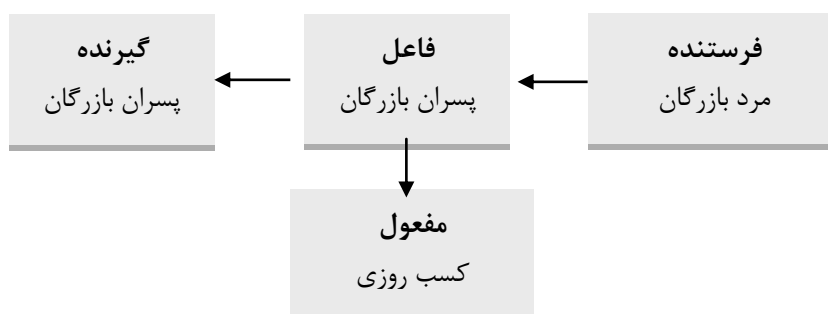 فرستنده
مرد بازرگان
فاعل
پسران بازرگان
گیرنده
پسران بازرگان
مفعول
کسب روزی